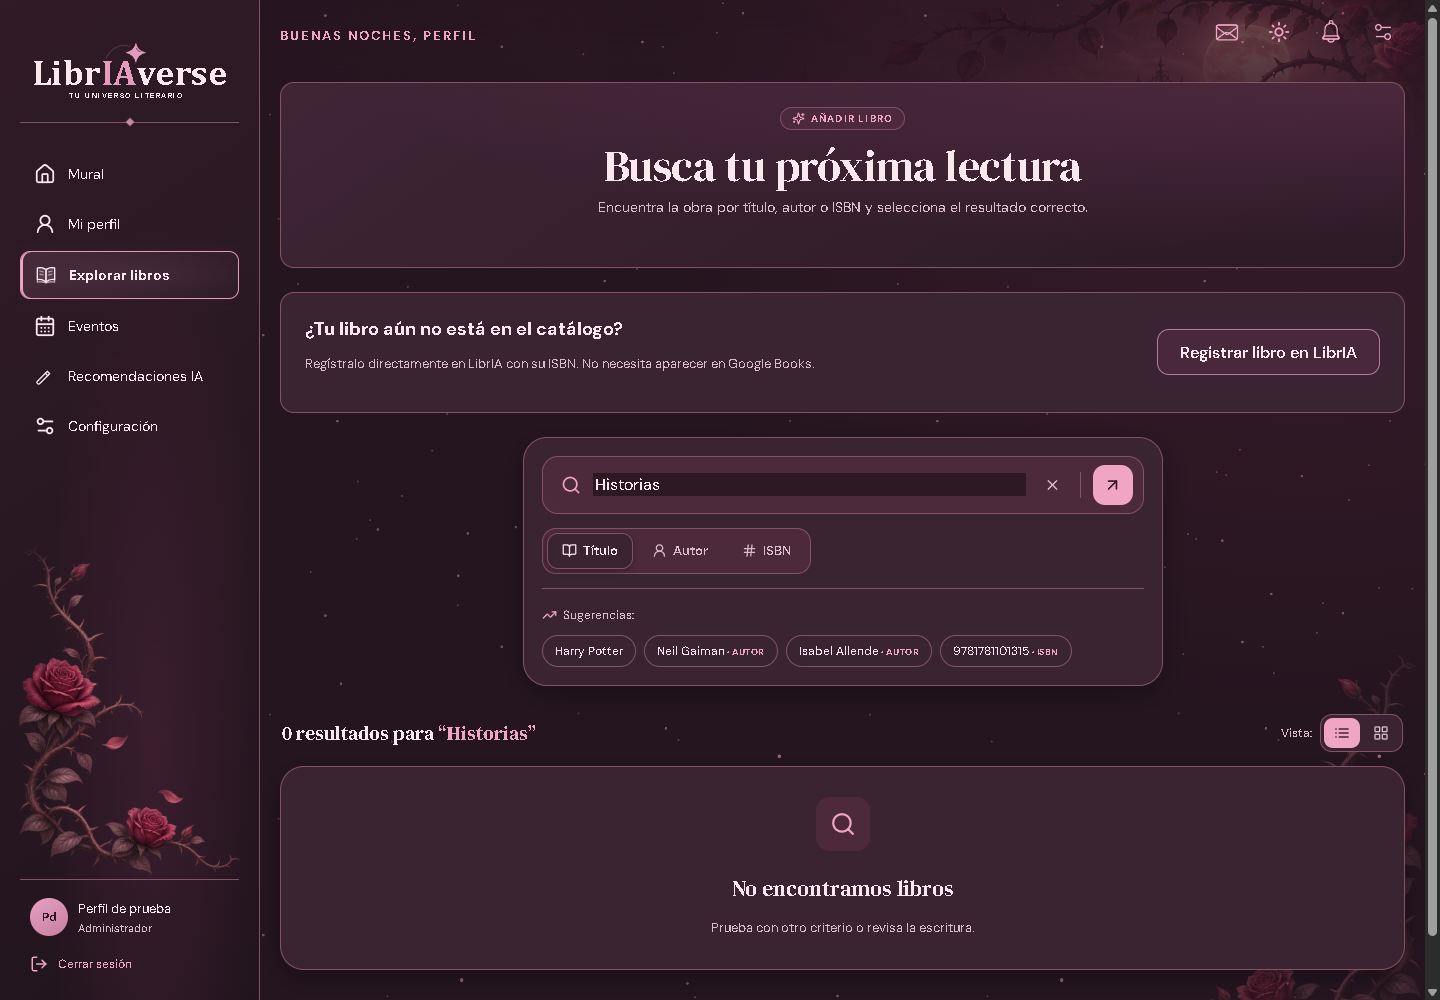 LibrIAverse
TU UNIVERSO LITERARIO
Mural
Mi perfil
Explorar libros
Eventos
Recomendaciones IA
Configuración
Perfil de prueba
Pd
Administrador
Cerrar sesión
BUENAS NOCHES, PERFIL
AÑADIR LIBRO
Busca tu próxima lectura
Encuentra la obra por título, autor o ISBN y selecciona el resultado correcto.
¿Tu libro aún no está en el catálogo?
Regístralo directamente en LibrIA con su ISBN. No necesita aparecer en Google Books.
Registrar libro en LibrIA
Historias
Título Autor ISBN
Sugerencias:
Harry Potter Neil Gaiman · AUTOR Isabel Allende · AUTOR 9781781101315 · ISBN
0 resultados para “Historias”
Vista:
No encontramos libros
Prueba con otro criterio o revisa la escritura.